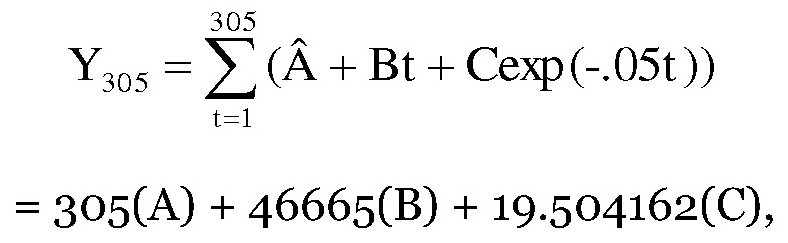 Y₃₀₅ = ∑_{t=1}^{305} (Â + Bt + Cexp(-.05t))
= 305(A) + 46665(B) + 19.504162(C),